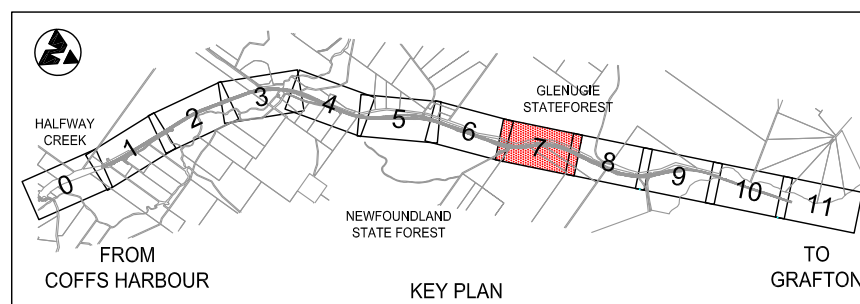 GLENUGIE
STATEFOREST
HALFWAY
CREEK
0
1
2
3
4
5
6
7
8
9
10
11
NEWFOUNDLAND
STATE FOREST
FROM
COFFS HARBOUR
TO
GRAFTON
KEY PLAN